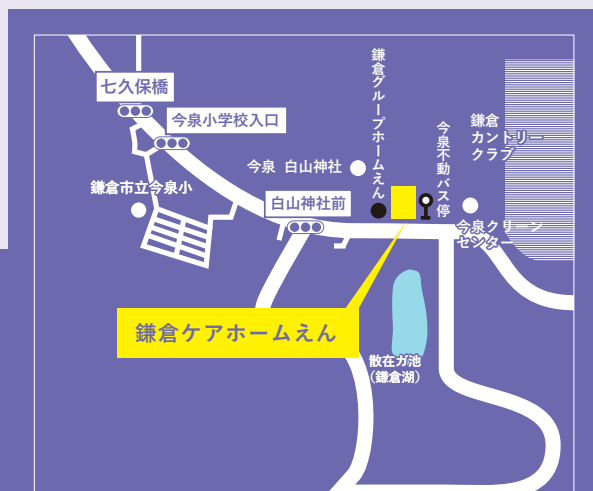 七久保橋
今泉小学校入口
鎌倉グループホームえん
今泉不動バス停
鎌倉
カントリー
クラブ
今泉 白山神社
鎌倉市立今泉小
白山神社前
今泉クリーン
センター
鎌倉ケアホームえん
散在ガ池
(鎌倉湖)